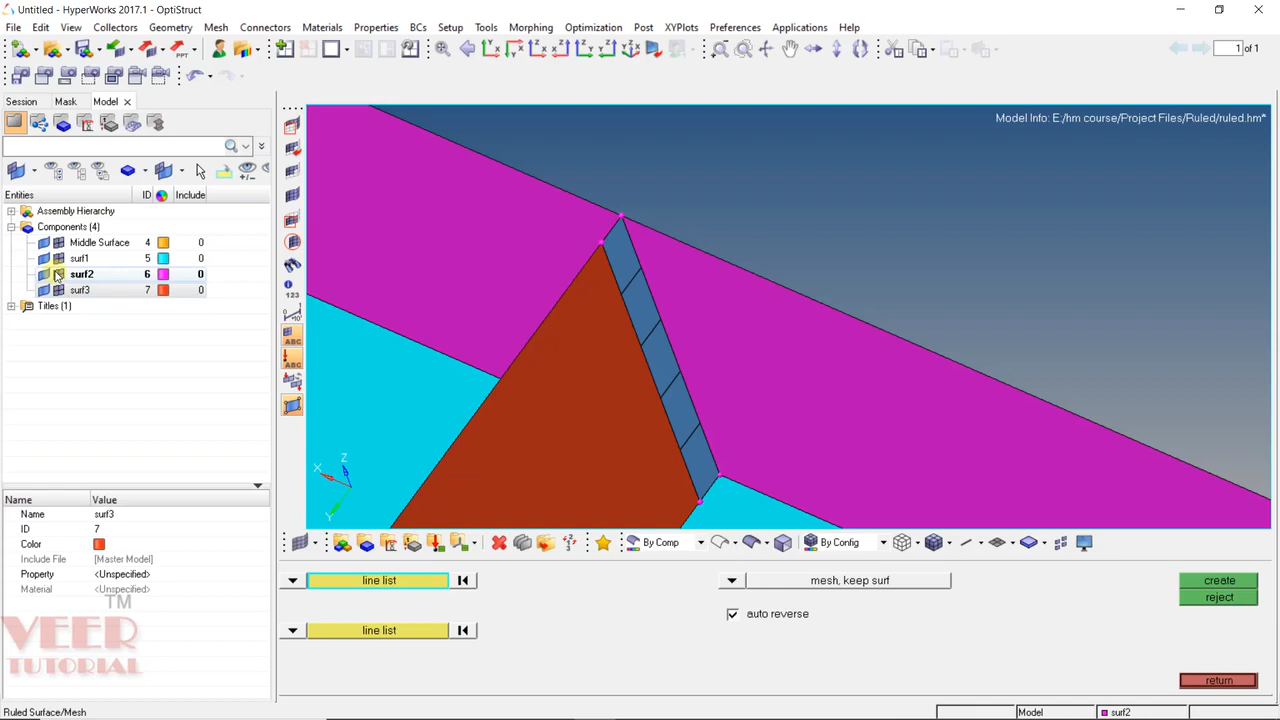 Untitled - HyperWorks 2017.1 - OptiStruct
File Edit View Collectors Geometry Mesh Connectors Materials Properties BCs Setup Tools Morphing Optimization Post XYPlots Preferences Applications Help
1 of 1
Session Mask Model
Model Info: E:/hm course/Project Files/Ruled/ruled.hm*
Entities ID Include
Assembly Hierarchy
Components (4)
Middle Surface 4 0
surf1 5 0
surf2 6 0
surf3 7 0
Titles (1)
123
ABC
ABC
X Z Y
Name Value
Name surf3
ID 7
Color
Include File [Master Model]
Property <Unspecified>
Material <Unspecified>
By Comp By Config
line list mesh, keep surf create
reject
auto reverse
line list
return
TM
VEER
TUTORIAL
Ruled Surface/Mesh Model surf2